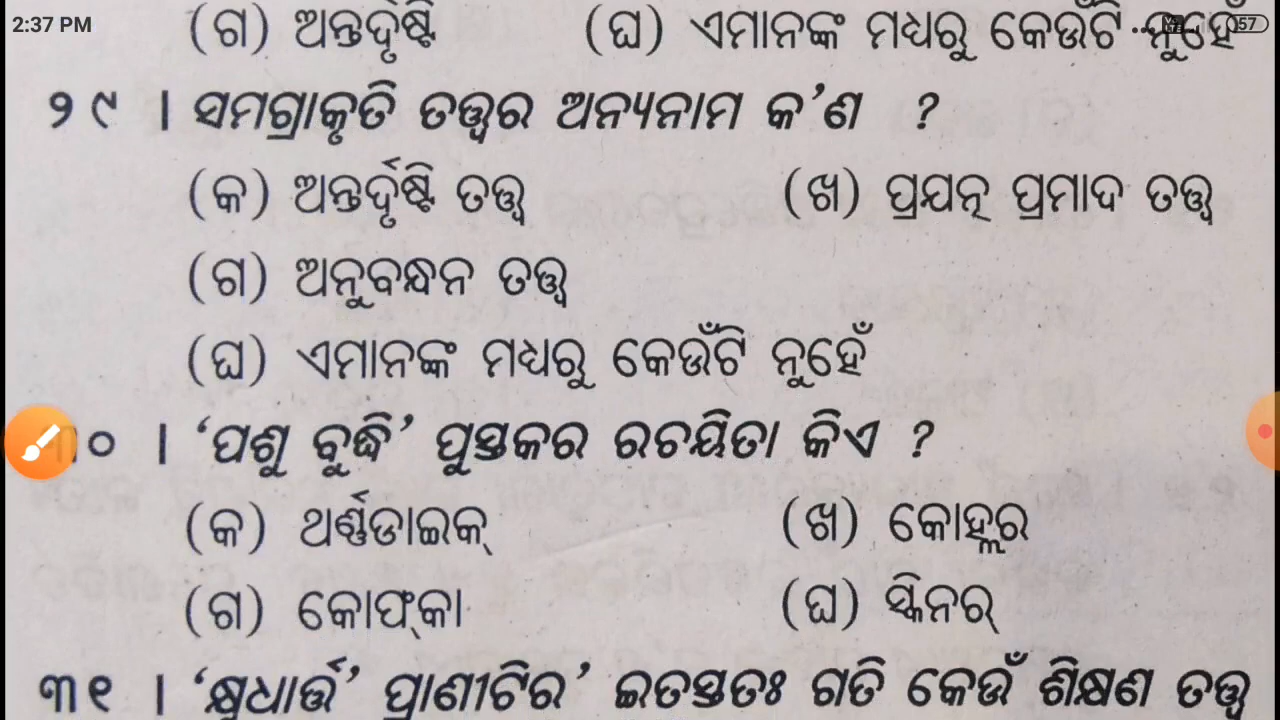 2:37 PM 57
(ଗ) ଅନ୍ତର୍ଦୃଷ୍ଟି (ଘ) ଏମାନଙ୍କ ମଧ୍ୟରୁ କେଉଁଟି ନୁହେଁ
୨୯ । ସମଗ୍ରାକୃତି ତତ୍ତ୍ୱର ଅନ୍ୟନାମ କ'ଣ ?
(କ) ଅନ୍ତର୍ଦୃଷ୍ଟି ତତ୍ତ୍ୱ (ଖ) ପ୍ରଯତ୍ନ ପ୍ରମାଦ ତତ୍ତ୍ୱ
(ଗ) ଅନୁବନ୍ଧନ ତତ୍ତ୍ୱ
(ଘ) ଏମାନଙ୍କ ମଧ୍ୟରୁ କେଉଁଟି ନୁହେଁ
୩୦ । 'ପଶୁ ବୁଦ୍ଧି' ପୁସ୍ତକର ରଚୟିତା କିଏ ?
(କ) ଥର୍ଣ୍ଣଡାଇକ୍ (ଖ) କୋହ୍ଲର
(ଗ) କୋଫ୍‌କା (ଘ) ସ୍କିନର୍
୩୧ । 'କ୍ଷୁଧାର୍ତ୍ତ' ପ୍ରାଣୀଟିର' ଇତସ୍ତତଃ ଗତି କେଉଁ ଶିକ୍ଷଣ ତତ୍ତ୍ୱ